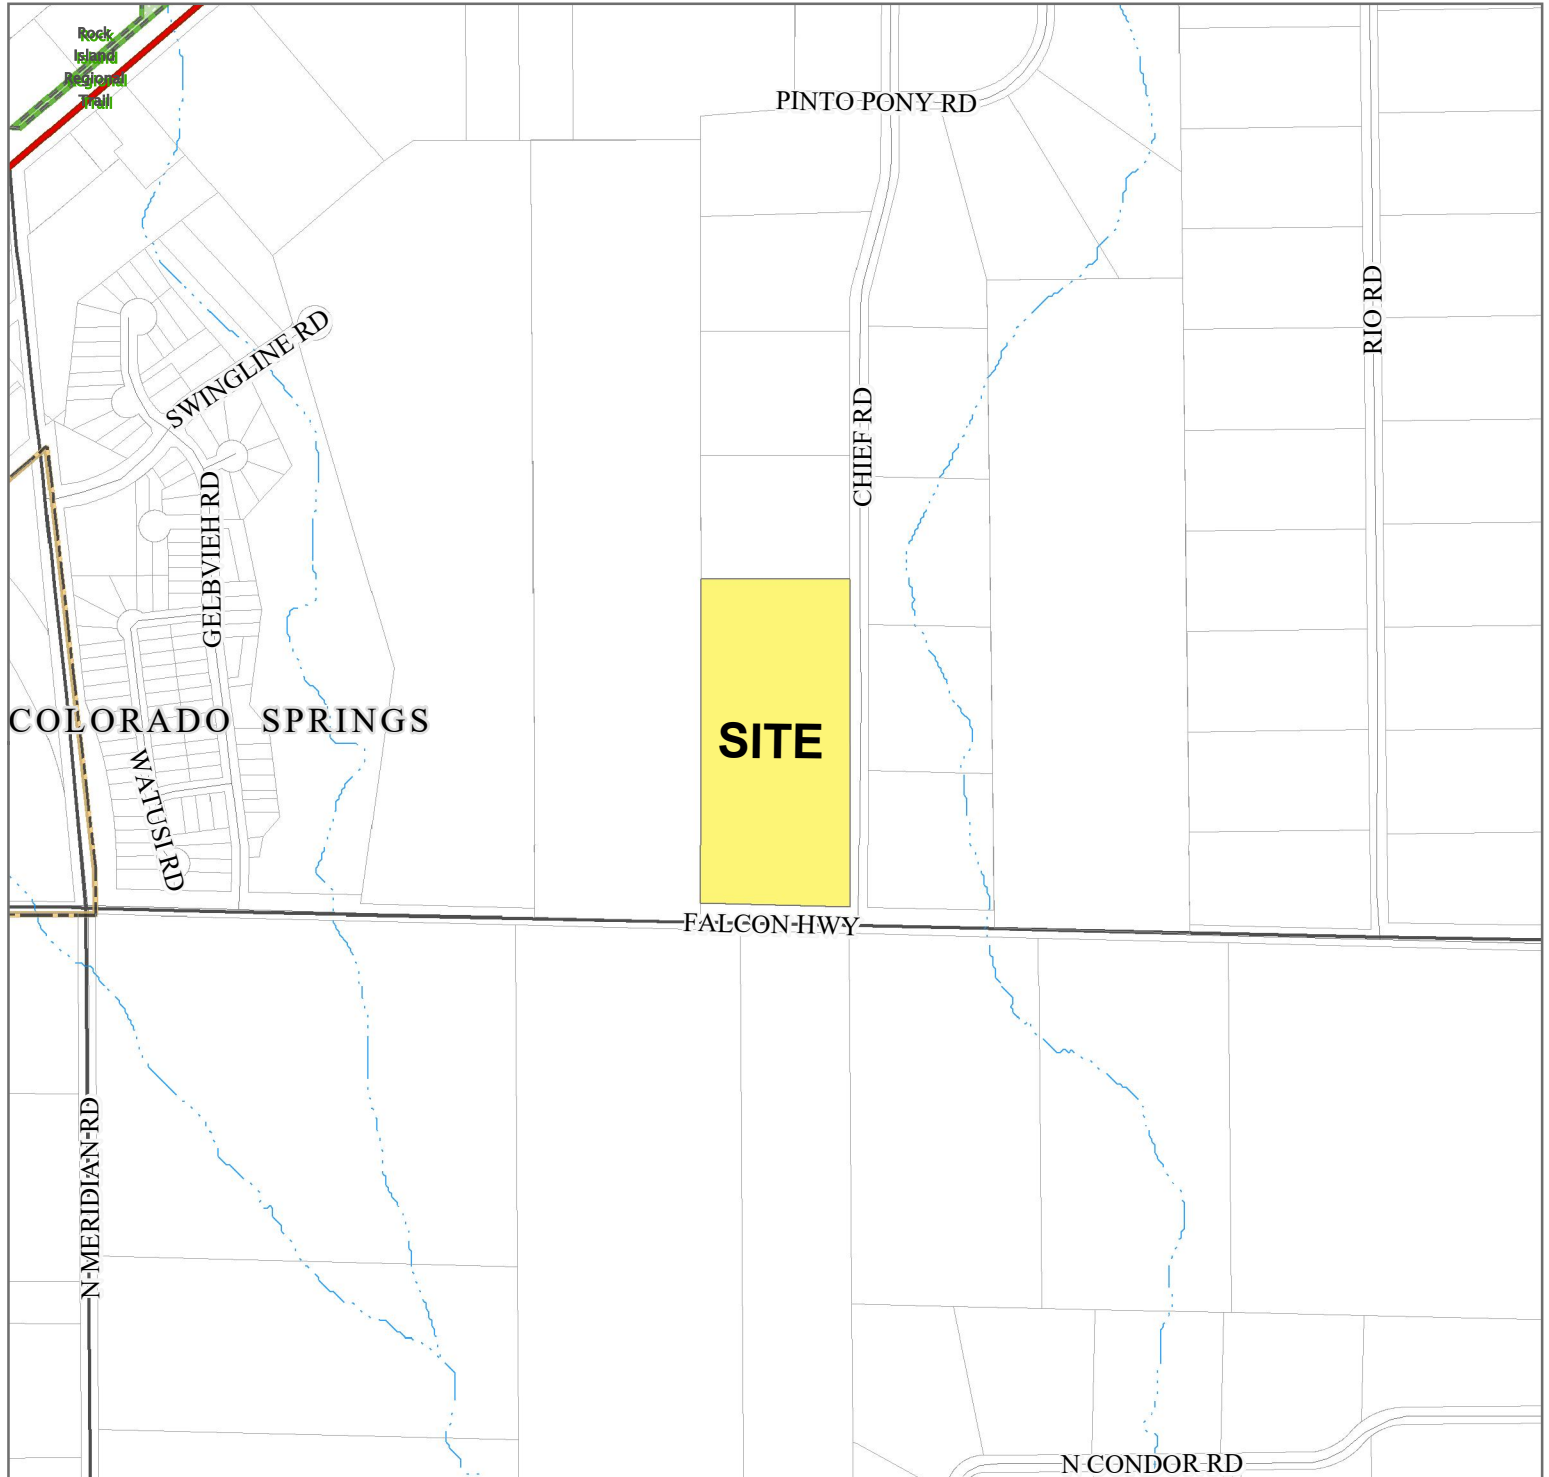 Rock
Island
Regional
Trail
PINTO PONY RD
RIO RD
SWINGLINE RD
CHIEF RD
GELBVIEH RD
COLORADO SPRINGS
SITE
WATUSI RD
FALCON HWY
N MERIDIAN RD
N CONDOR RD